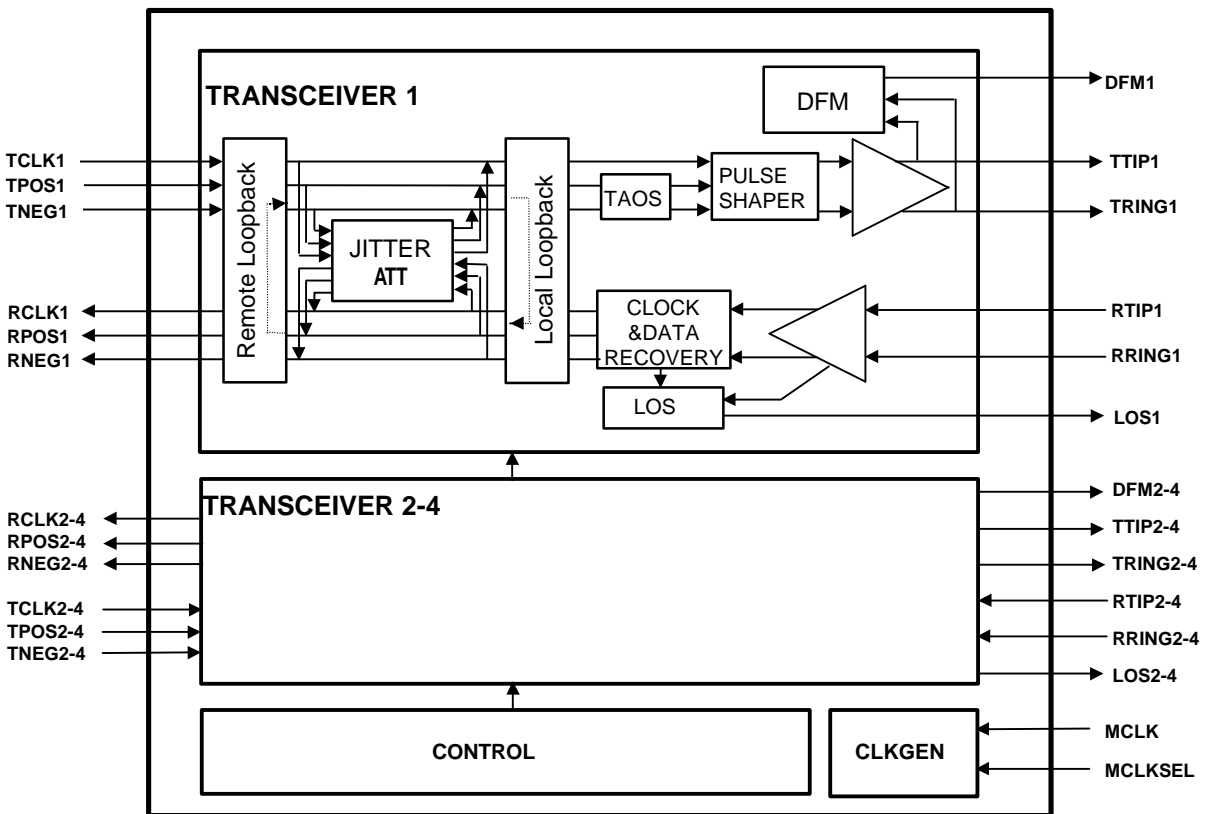 TRANSCEIVER 1
DFM
DFM1
TCLK1
TPOS1
TNEG1
Remote Loopback
JITTER
ATT
Local Loopback
TAOS
PULSE
SHAPER
TTIP1
TRING1
RCLK1
RPOS1
RNEG1
CLOCK
&DATA
RECOVERY
LOS
RTIP1
RRING1
LOS1
TRANSCEIVER 2-4
RCLK2-4
RPOS2-4
RNEG2-4
TCLK2-4
TPOS2-4
TNEG2-4
DFM2-4
TTIP2-4
TRING2-4
RTIP2-4
RRING2-4
LOS2-4
CONTROL
CLKGEN
MCLK
MCLKSEL